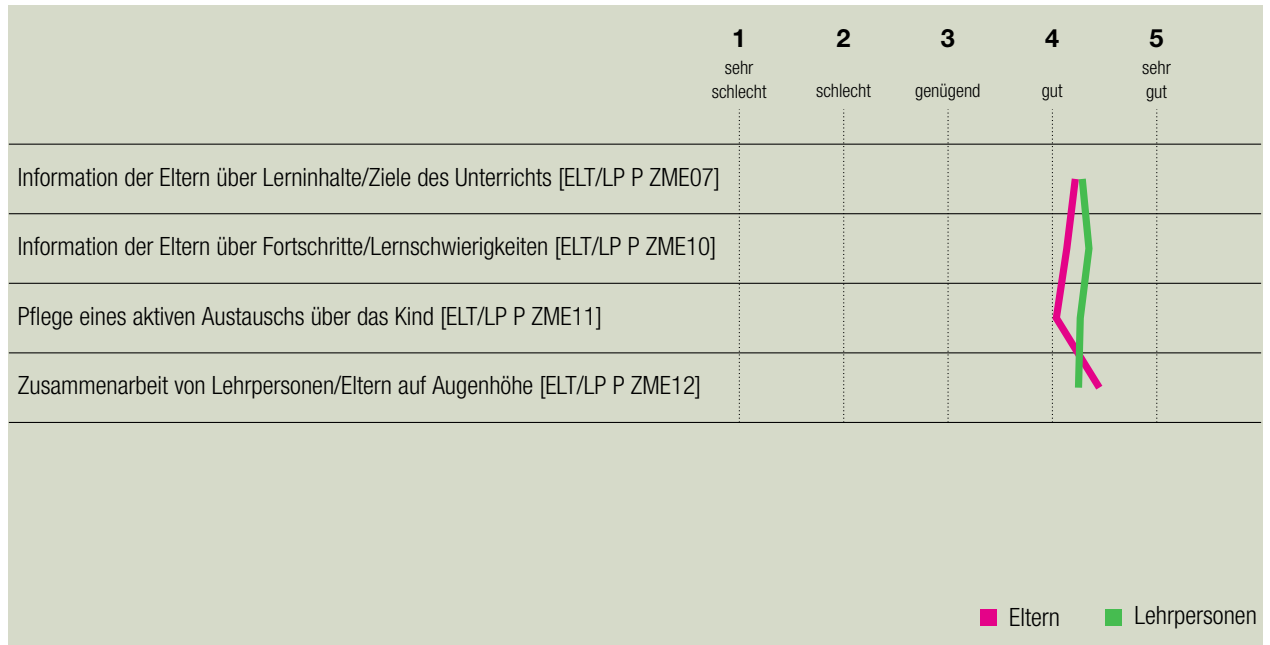 1 2 3 4 5
sehr schlecht schlecht genügend gut sehr gut
Information der Eltern über Lerninhalte/Ziele des Unterrichts [ELT/LP P ZME07]
Information der Eltern über Fortschritte/Lernschwierigkeiten [ELT/LP P ZME10]
Pflege eines aktiven Austauschs über das Kind [ELT/LP P ZME11]
Zusammenarbeit von Lehrpersonen/Eltern auf Augenhöhe [ELT/LP P ZME12]
Eltern Lehrpersonen